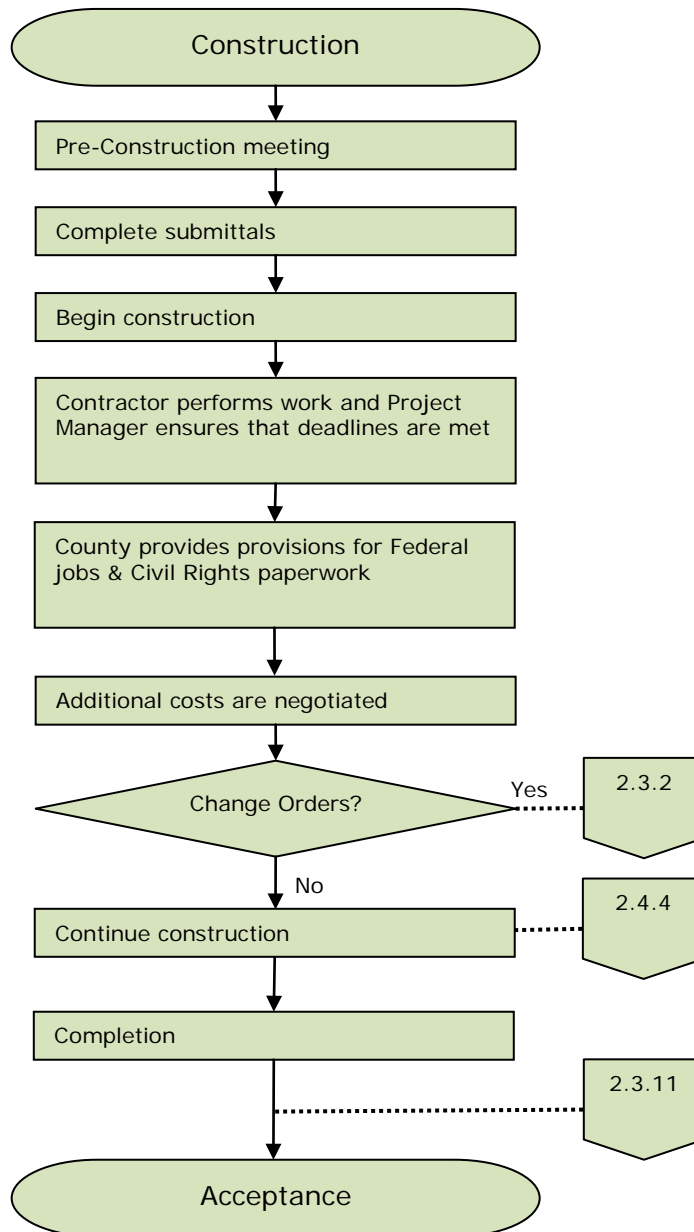 Construction
Pre-Construction meeting
Complete submittals
Begin construction
Contractor performs work and Project
Manager ensures that deadlines are met
County provides provisions for Federal
jobs & Civil Rights paperwork
Additional costs are negotiated
Change Orders?
Yes
2.3.2
No
2.4.4
Continue construction
Completion
2.3.11
Acceptance